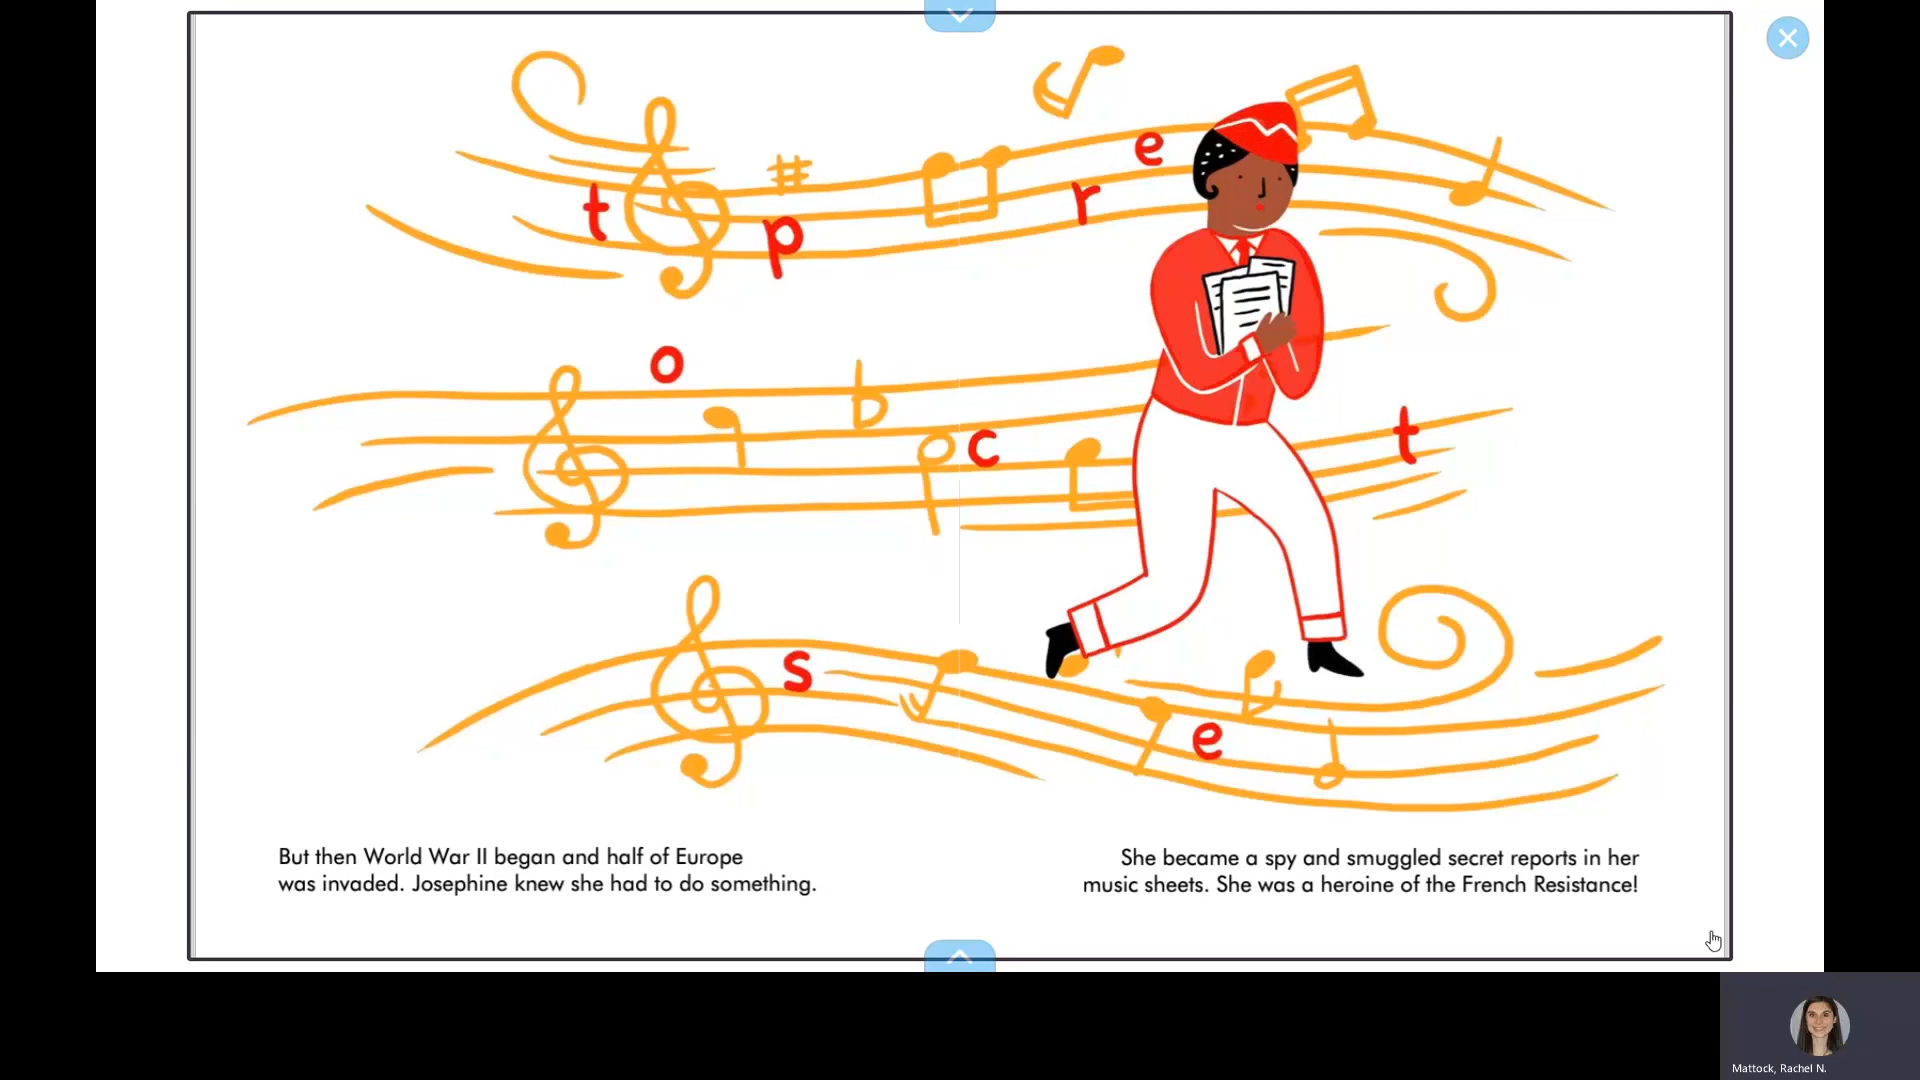 e
r
t
p
o
t
c
s
e
But then World War II began and half of Europe
was invaded. Josephine knew she had to do something.
She became a spy and smuggled secret reports in her
music sheets. She was a heroine of the French Resistance!
Mattock, Rachel N.